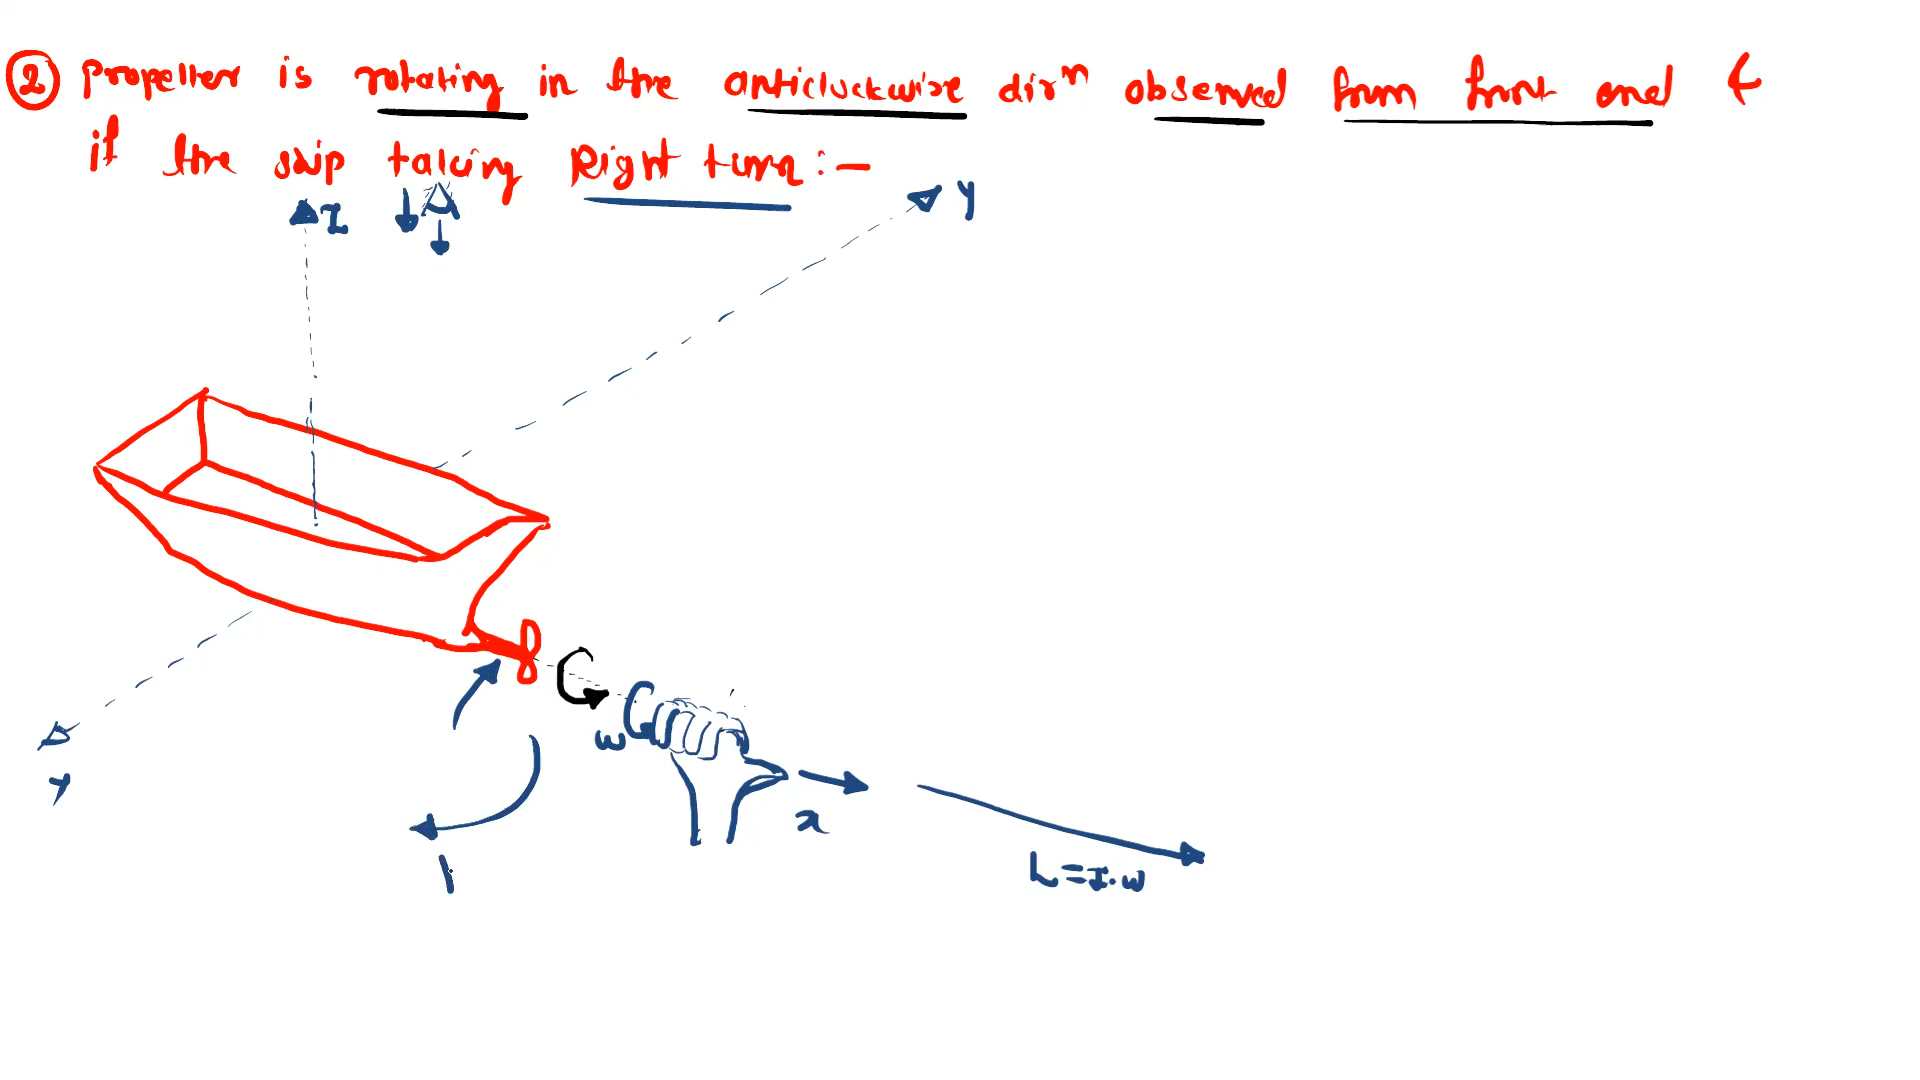 ② Propeller is rotating in the anticlockwise dirⁿ observed from front end &
if the ship taking Right turn:-
Z
y
ω
x
y
L = I.ω